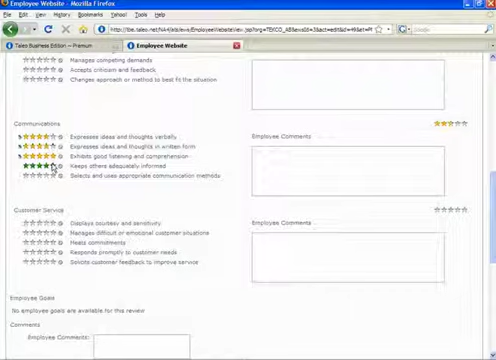 Employee Website - Mozilla Firefox
File Edit View History Bookmarks Yahoo! Tools Help
Taleo Business Edition -- Premium
Employee Website
Manages competing demands
Accepts criticism and feedback
Changes approach or method to best fit the situation
Communications
Expresses ideas and thoughts verbally
Employee Comments
Expresses ideas and thoughts in written form
Exhibits good listening and comprehension
Keeps others adequately informed
Selects and uses appropriate communication methods
Customer Service
Displays courtesy and sensitivity
Employee Comments
Manages difficult or emotional customer situations
Meets commitments
Responds promptly to customer needs
Solicits customer feedback to improve service
Employee Goals
No employee goals are available for this review
Comments
Employee Comments: